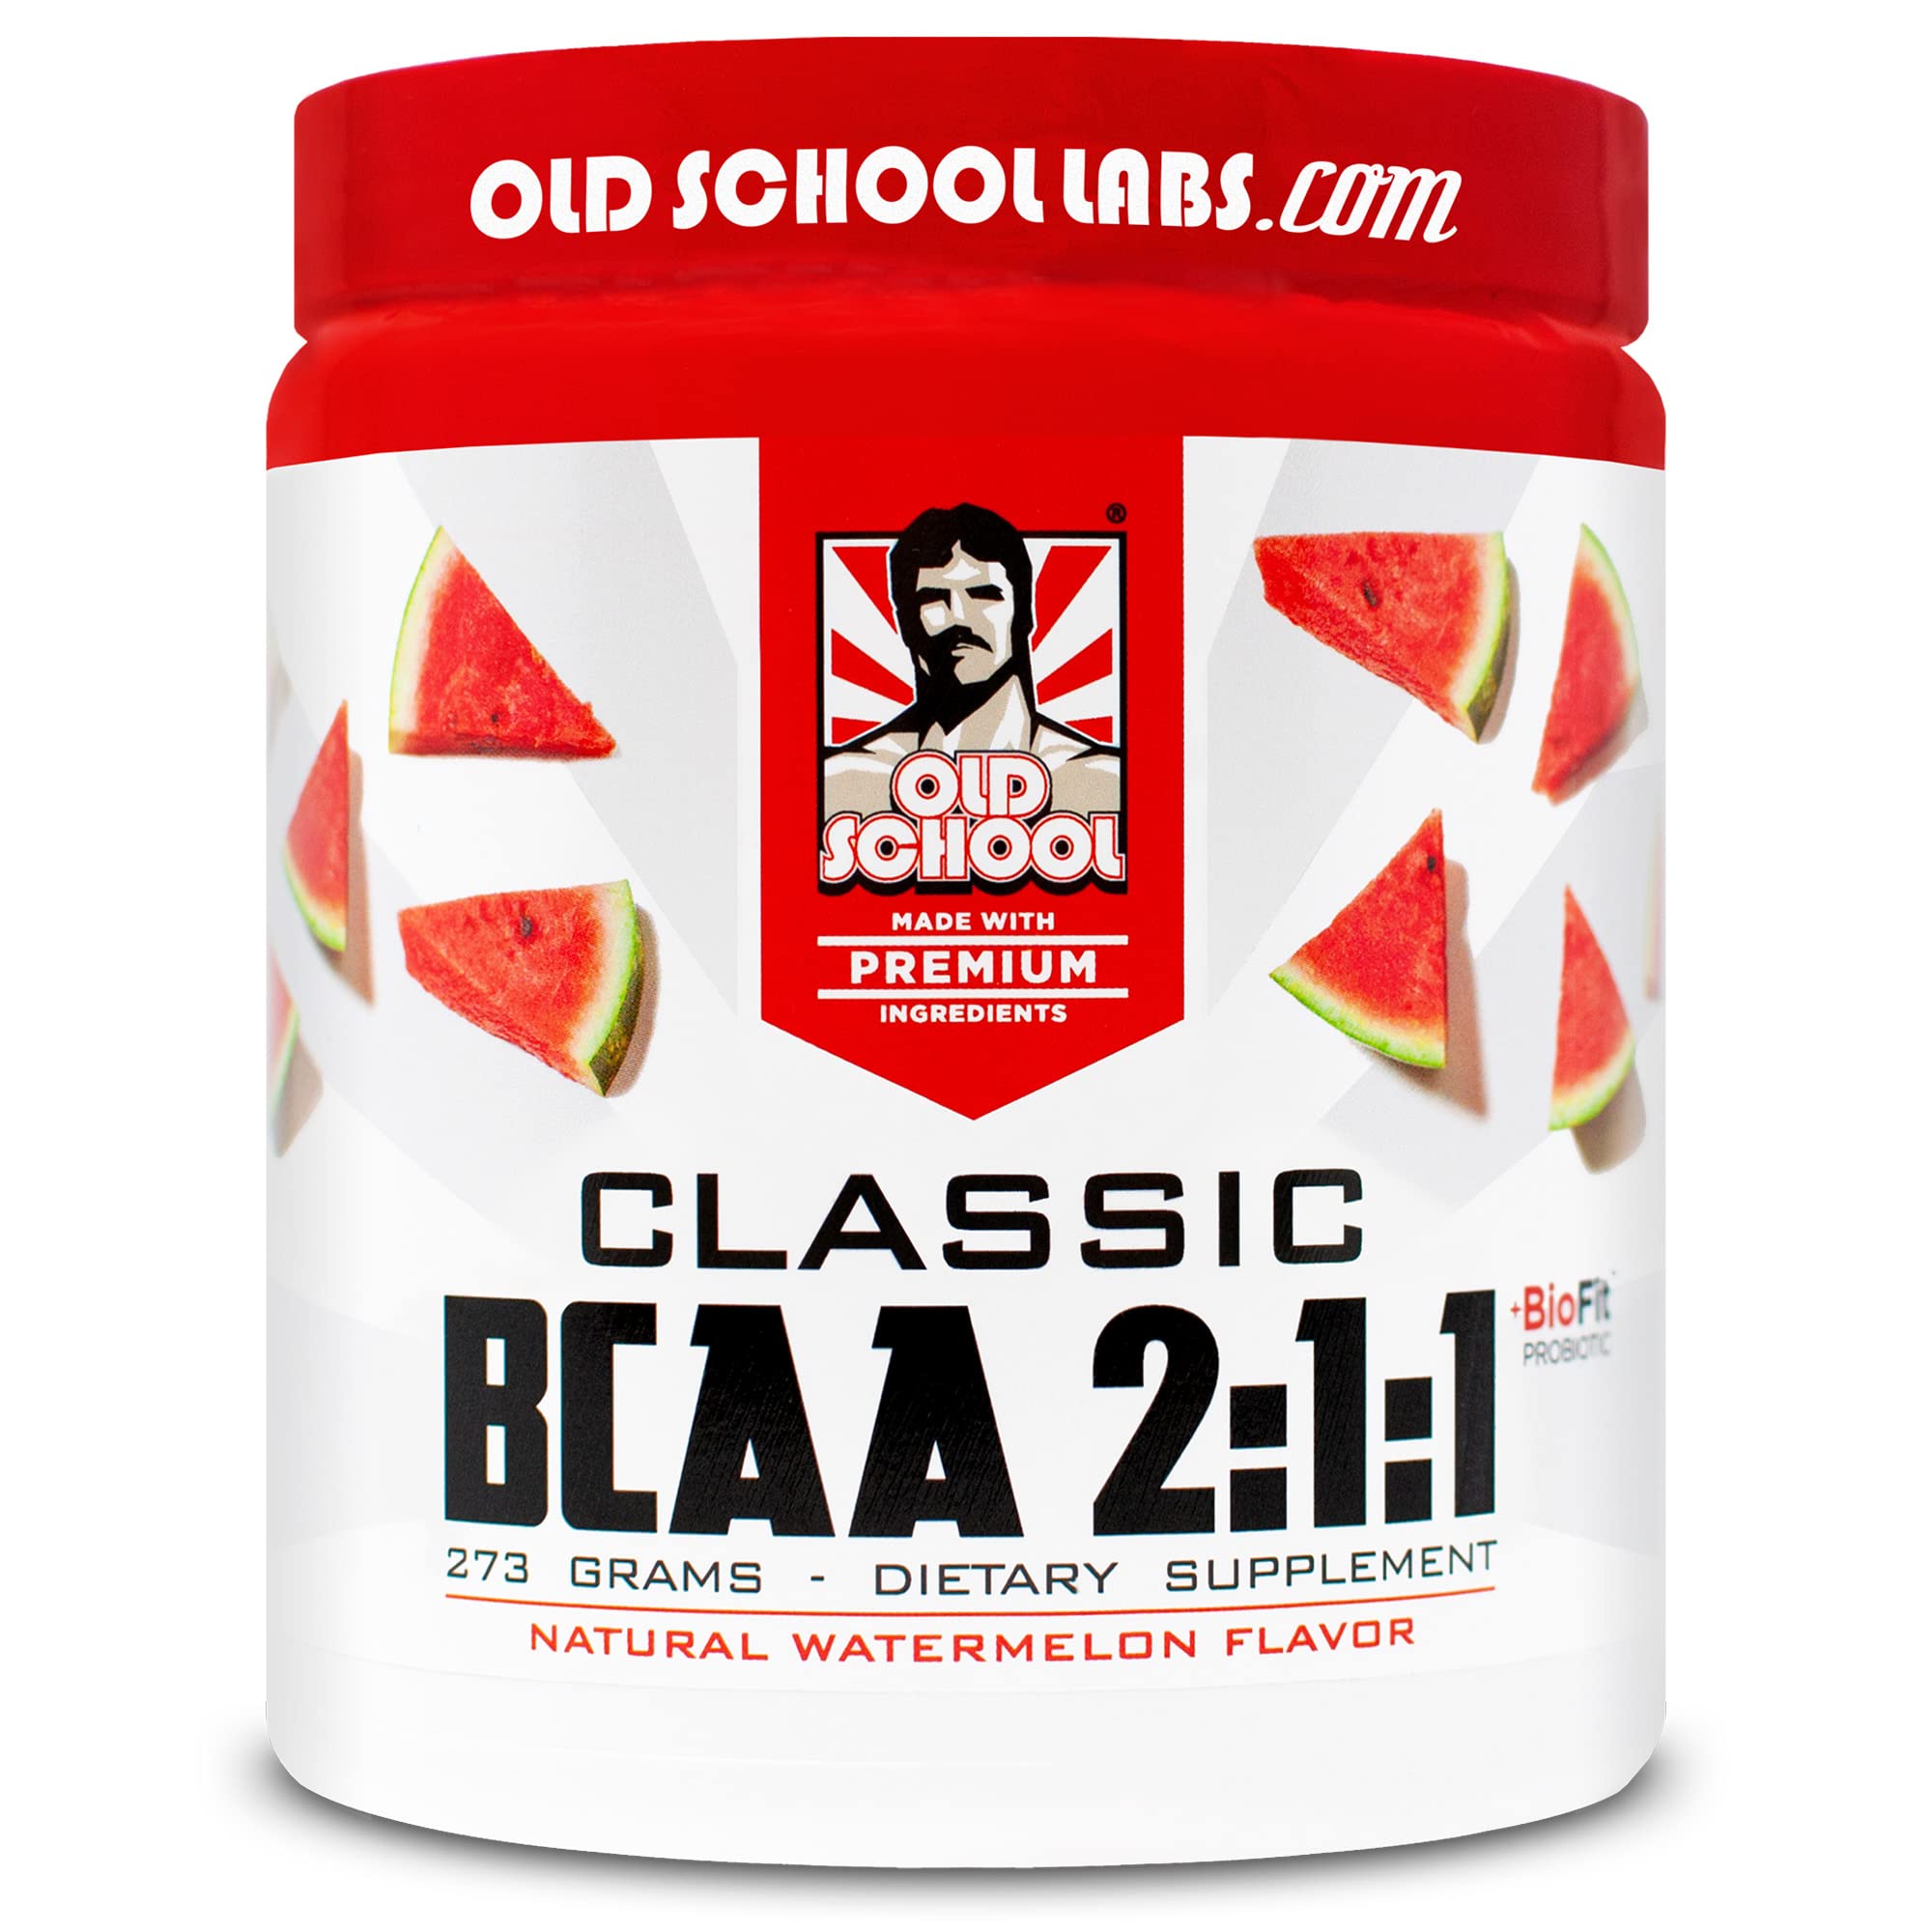 OLD SCHOOL LABS.com
®
OLD
SCHOOL
MADE WITH
PREMIUM
INGREDIENTS
CLASSIC
BCAA 2:1:1
+BioFit™
PROBIOTIC
273 GRAMS - DIETARY SUPPLEMENT
NATURAL WATERMELON FLAVOR